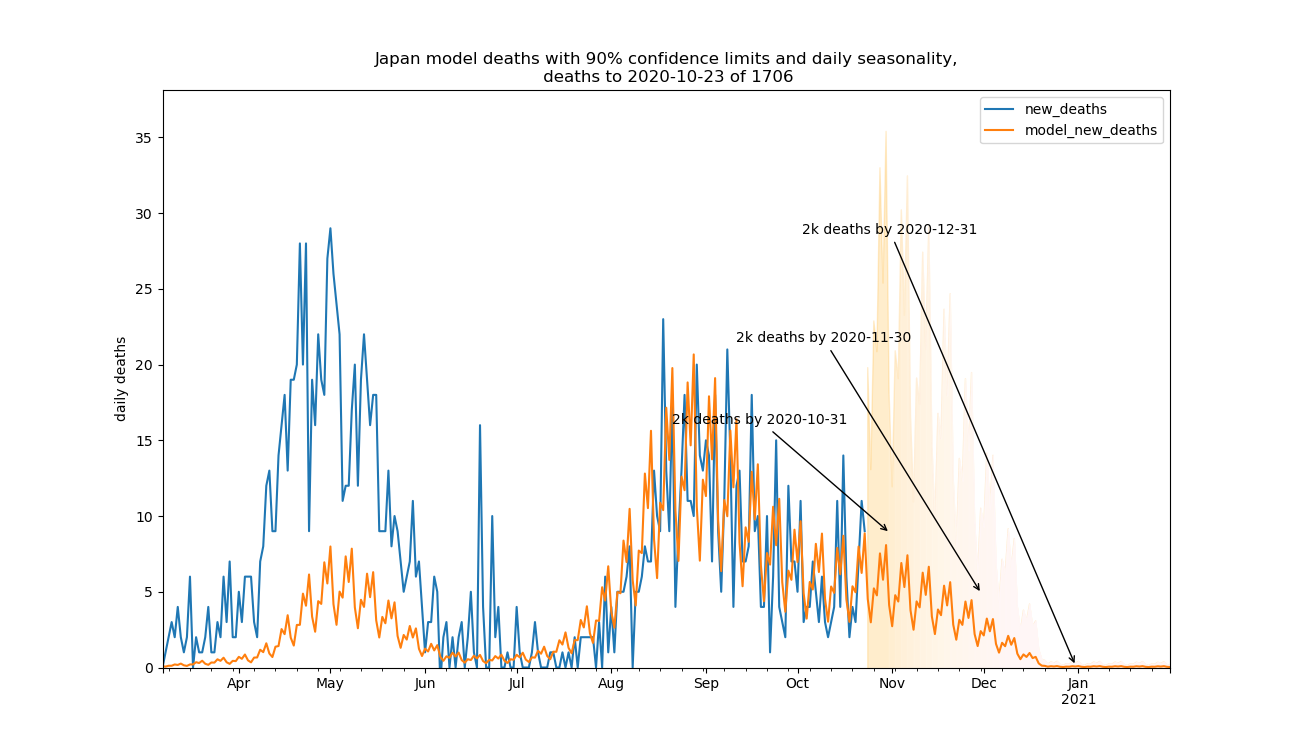 Japan model deaths with 90% confidence limits and daily seasonality,
deaths to 2020-10-23 of 1706
new_deaths
model_new_deaths
daily deaths
35
30
25
20
15
10
5
0
2k deaths by 2020-12-31
2k deaths by 2020-11-30
2k deaths by 2020-10-31
Apr May Jun Jul Aug Sep Oct Nov Dec Jan
2021